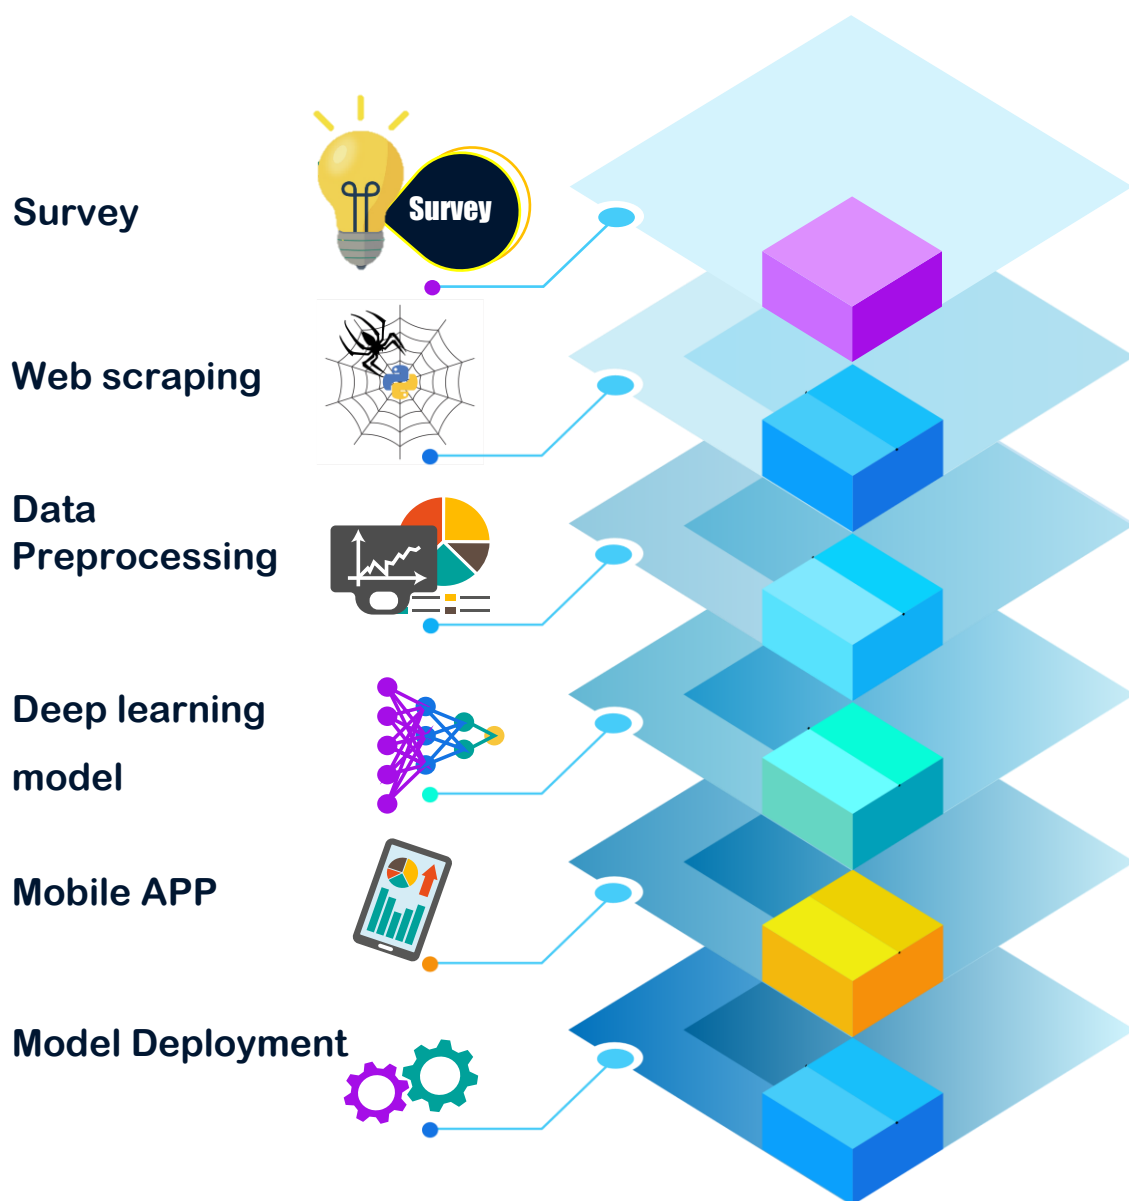 Survey
Survey
Web scraping
Data
Preprocessing
Deep learning
model
Mobile APP
Model Deployment